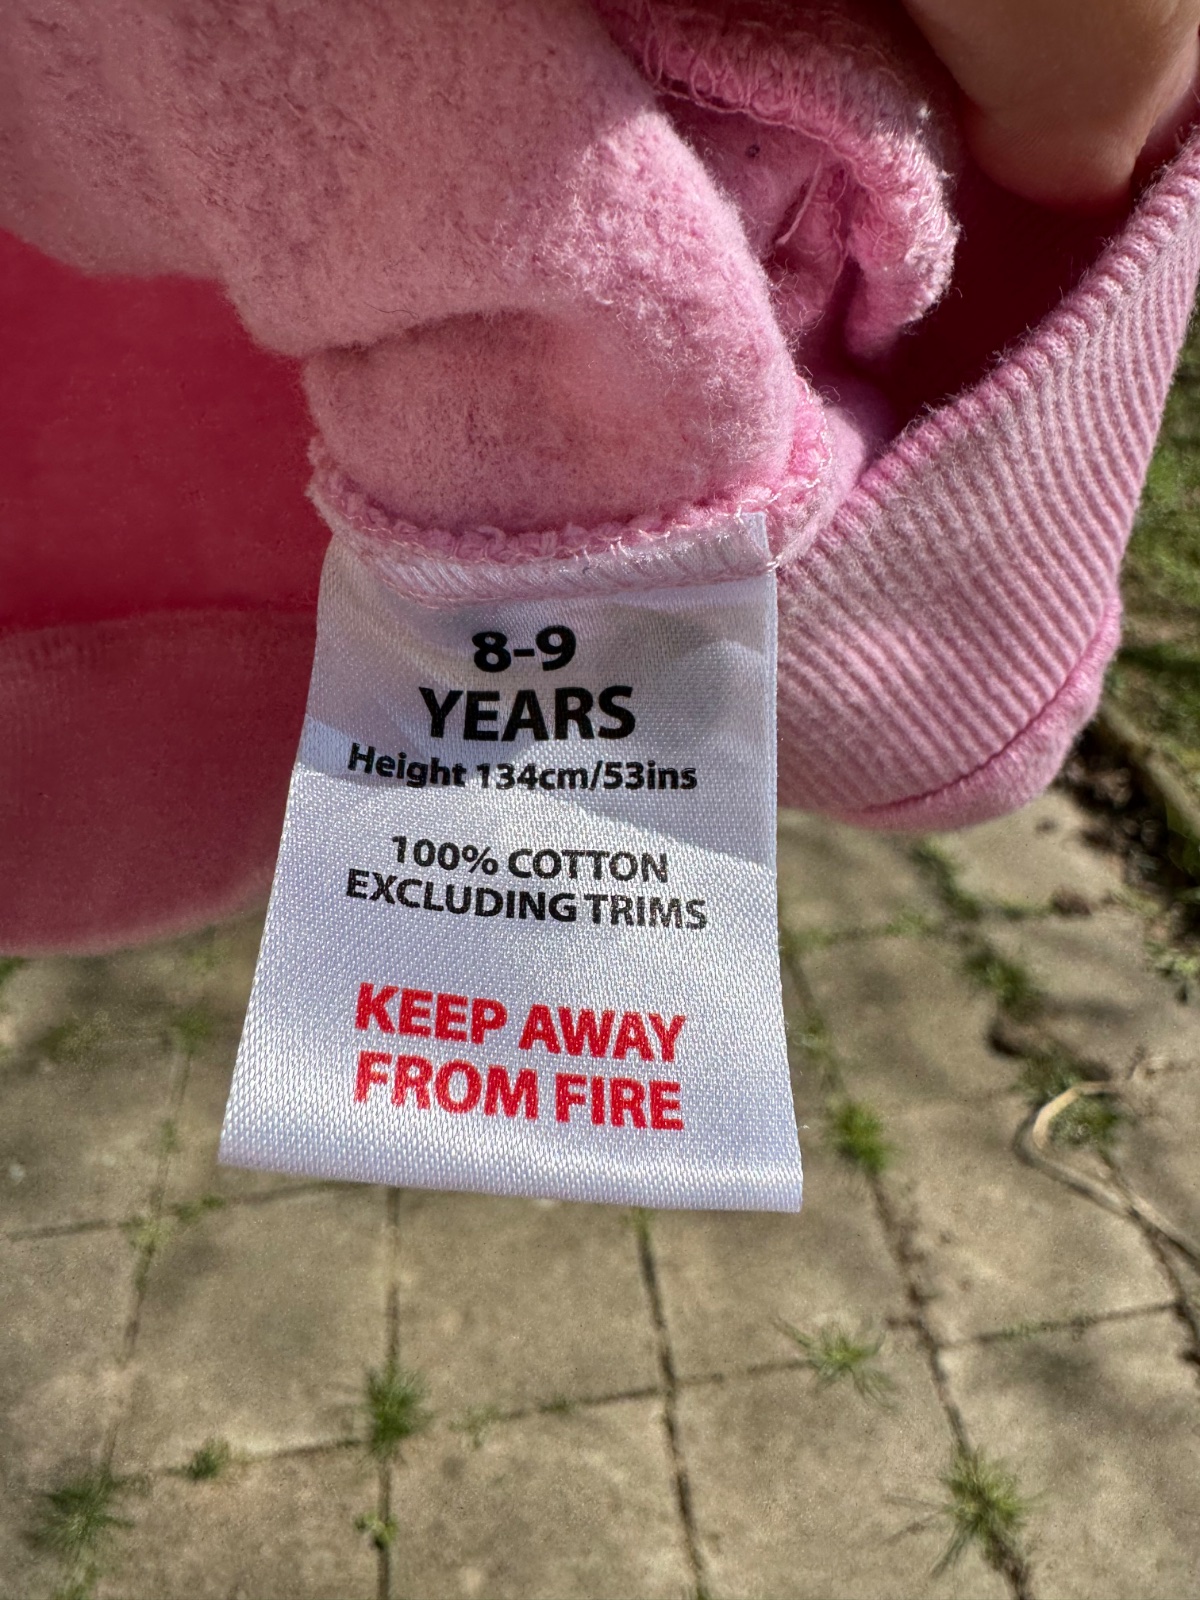 8-9
YEARS
Height 134cm/53ins
100% COTTON
EXCLUDING TRIMS
KEEP AWAY
FROM FIRE